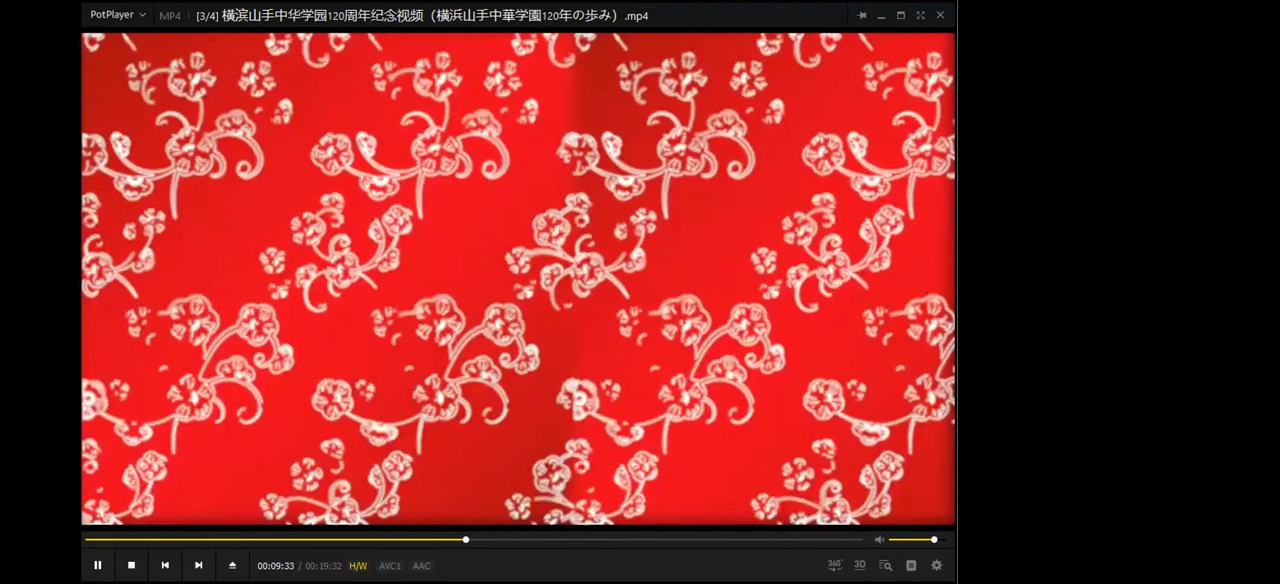 PotPlayer MP4 [3/4] 横滨山手中华学园120周年纪念视频（横浜山手中華学園120年の歩み）.mp4
00:09:33 / 00:19:32 H/W AVC1 AAC 360° 3D